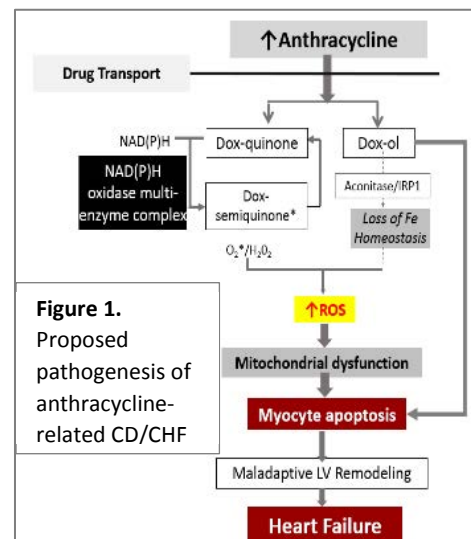 ↑Anthracycline
Drug Transport
NAD(P)H
Dox-quinone
Dox-ol
NAD(P)H
oxidase multi-
enzyme complex
Dox-
semiquinone*
Aconitase/IRP1
Loss of Fe
Homeostasis
O₂*/H₂0₂
↑ROS
Figure 1.
Proposed
pathogenesis of
anthracycline-
related CD/CHF
Mitochondrial dysfunction
Myocyte apoptosis
Maladaptive LV Remodeling
Heart Failure